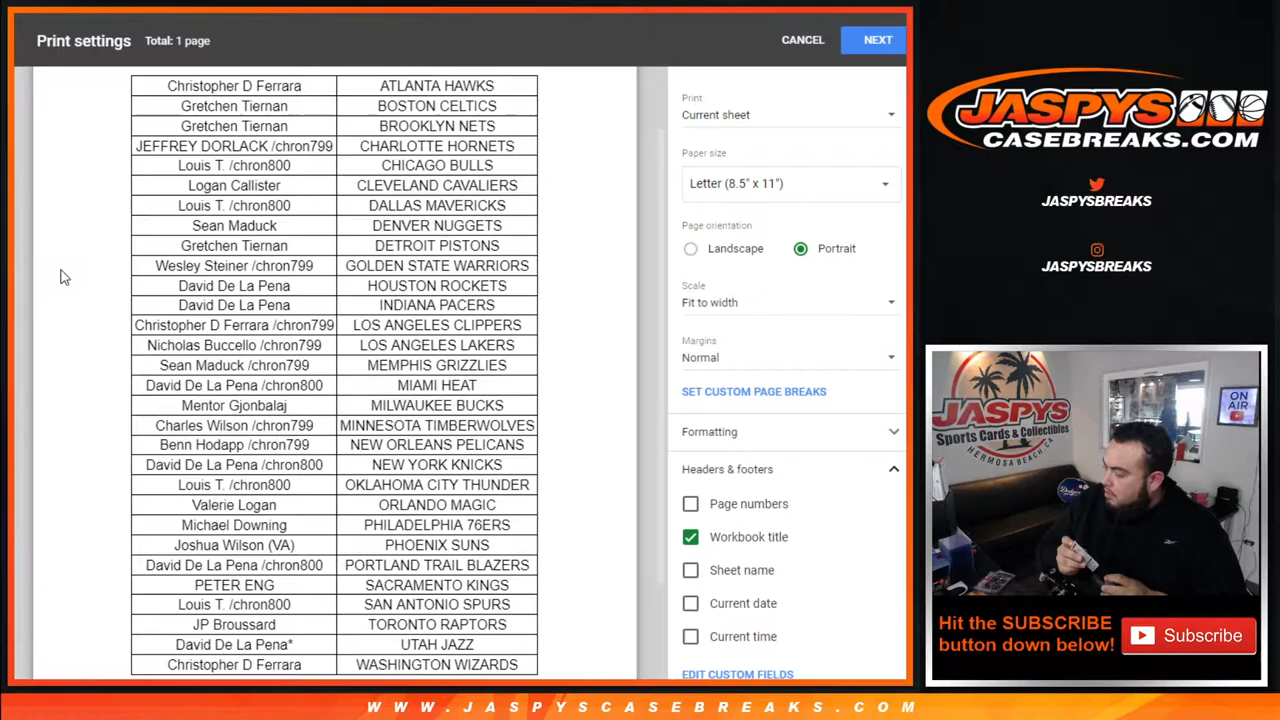 Print settings Total: 1 page CANCEL NEXT
Christopher D Ferrara ATLANTA HAWKS
Gretchen Tiernan BOSTON CELTICS
Gretchen Tiernan BROOKLYN NETS
JEFFREY DORLACK /chron799 CHARLOTTE HORNETS
Louis T. /chron800 CHICAGO BULLS
Logan Callister CLEVELAND CAVALIERS
Louis T. /chron800 DALLAS MAVERICKS
Sean Maduck DENVER NUGGETS
Gretchen Tiernan DETROIT PISTONS
Wesley Steiner /chron799 GOLDEN STATE WARRIORS
David De La Pena HOUSTON ROCKETS
David De La Pena INDIANA PACERS
Christopher D Ferrara /chron799 LOS ANGELES CLIPPERS
Nicholas Buccello /chron799 LOS ANGELES LAKERS
Sean Maduck /chron799 MEMPHIS GRIZZLIES
David De La Pena /chron800 MIAMI HEAT
Mentor Gjonbalaj MILWAUKEE BUCKS
Charles Wilson /chron799 MINNESOTA TIMBERWOLVES
Benn Hodapp /chron799 NEW ORLEANS PELICANS
David De La Pena /chron800 NEW YORK KNICKS
Louis T. /chron800 OKLAHOMA CITY THUNDER
Valerie Logan ORLANDO MAGIC
Michael Downing PHILADELPHIA 76ERS
Joshua Wilson (VA) PHOENIX SUNS
David De La Pena /chron800 PORTLAND TRAIL BLAZERS
PETER ENG SACRAMENTO KINGS
Louis T. /chron800 SAN ANTONIO SPURS
JP Broussard TORONTO RAPTORS
David De La Pena* UTAH JAZZ
Christopher D Ferrara WASHINGTON WIZARDS
Print
Current sheet
Paper size
Letter (8.5" x 11")
Page orientation
Landscape Portrait
Scale
Fit to width
Margins
Normal
SET CUSTOM PAGE BREAKS
Formatting
Headers & footers
Page numbers
Workbook title
Sheet name
Current date
Current time
EDIT CUSTOM FIELDS
JASPYS
CASEBREAKS.COM
JASPYSBREAKS
JASPYSBREAKS
JASPYS
Sports Cards & Collectibles
HERMOSA BEACH, CA
ON
AIR
Dodgers
Hit the SUBSCRIBE
button down below!
Subscribe
WWW.JASPYSCASEBREAKS.COM